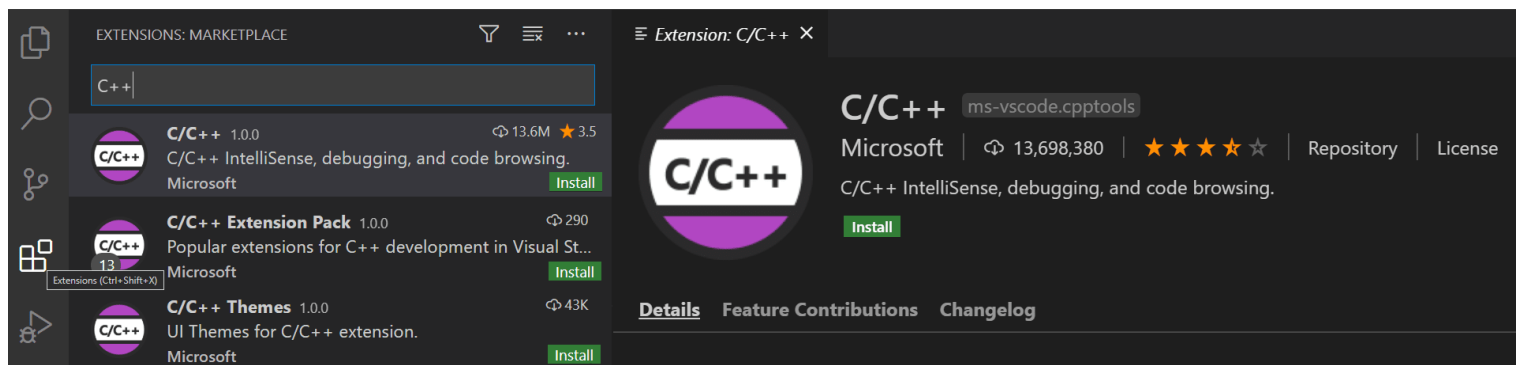 EXTENSIONS: MARKETPLACE
C++
C/C++ 1.0.0 13.6M 3.5
C/C++ IntelliSense, debugging, and code browsing.
Microsoft Install
C/C++
C/C++ Extension Pack 1.0.0 290
Popular extensions for C++ development in Visual St...
Microsoft Install
C/C++
13
Extensions (Ctrl+Shift+X)
C/C++ Themes 1.0.0 43K
UI Themes for C/C++ extension.
Microsoft Install
C/C++
Extension: C/C++
C/C++
C/C++ ms-vscode.cpptools
Microsoft 13,698,380 Repository License
C/C++ IntelliSense, debugging, and code browsing.
Install
Details Feature Contributions Changelog